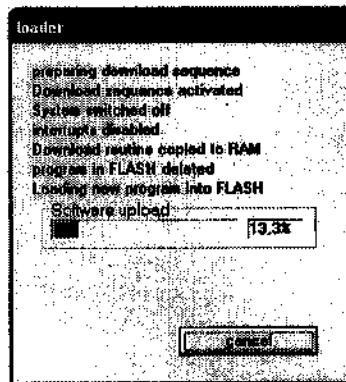 loader
preparing download sequence
Download sequence activated
System switched off
interrupts disabled
Download routine copied to RAM
program in FLASH deleted
Loading new program into FLASH
Software upload
13,3%
cancel